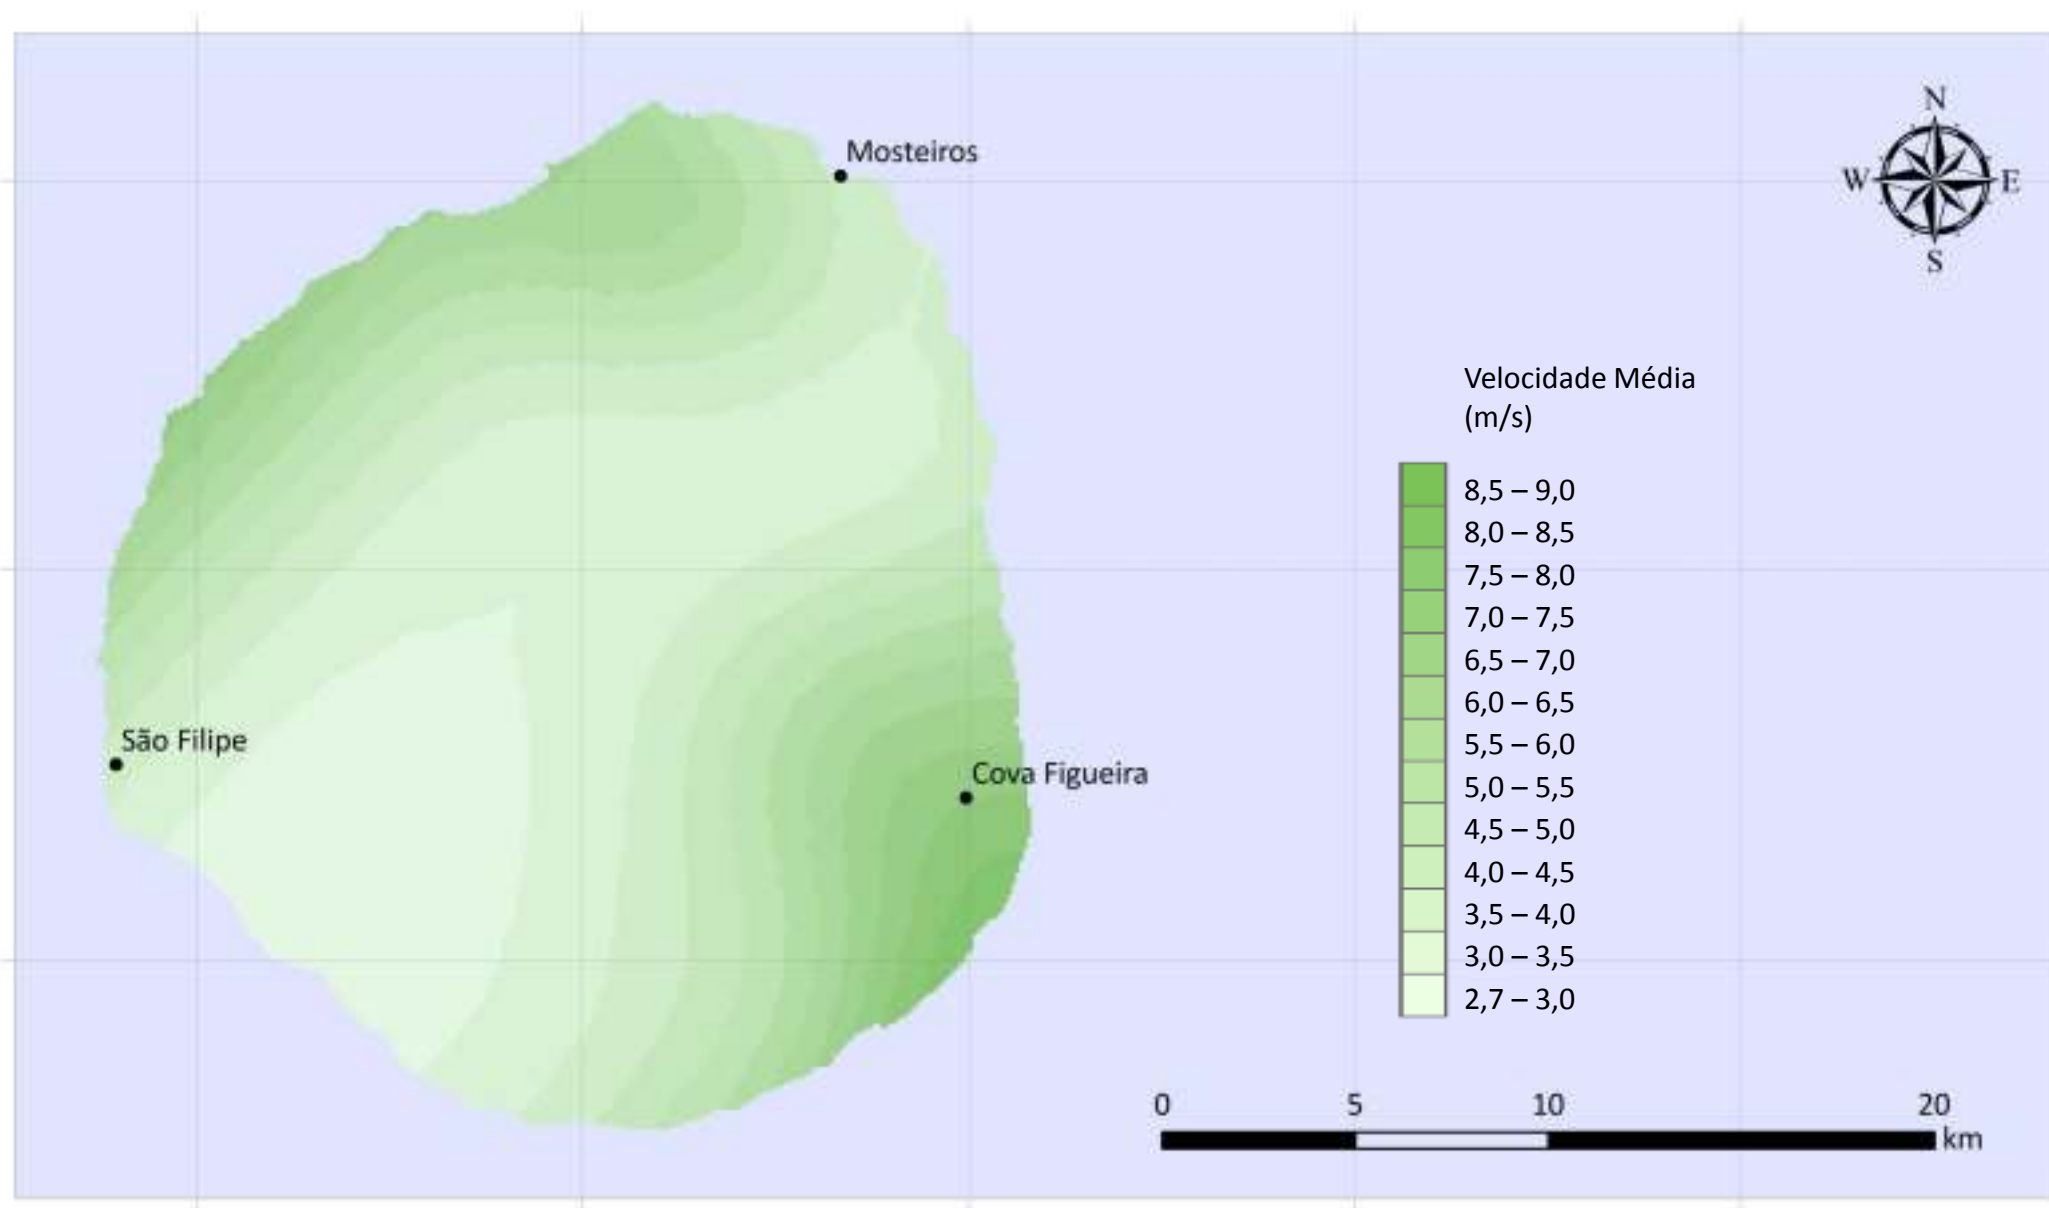 N
W
E
S
Mosteiros
São Filipe
Cova Figueira
Velocidade Média
(m/s)
8,5 – 9,0
8,0 – 8,5
7,5 – 8,0
7,0 – 7,5
6,5 – 7,0
6,0 – 6,5
5,5 – 6,0
5,0 – 5,5
4,5 – 5,0
4,0 – 4,5
3,5 – 4,0
3,0 – 3,5
2,7 – 3,0
0 5 10 20
km